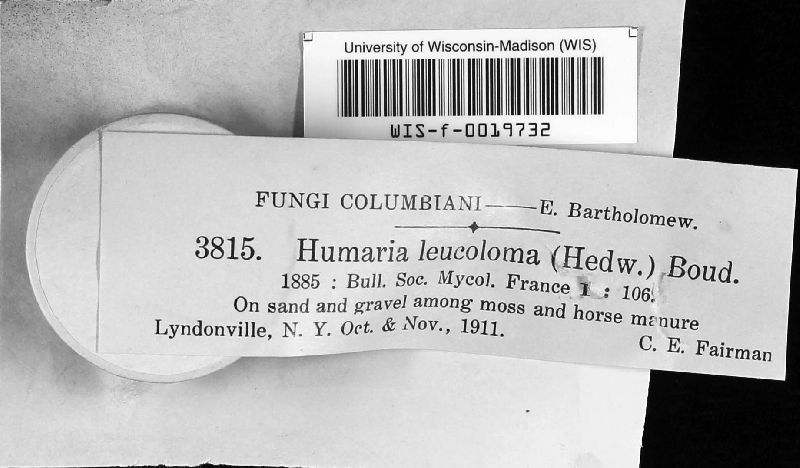 University of Wisconsin-Madison (WIS)
WIS-f-0019732
FUNGI COLUMBIANI—E. Bartholomew.
3815. Humaria leucoloma (Hedw.) Boud.
1885 : Bull. Soc. Mycol. France 1 : 106.
On sand and gravel among moss and horse manure
Lyndonville, N. Y. Oct. & Nov., 1911.
C. E. Fairman